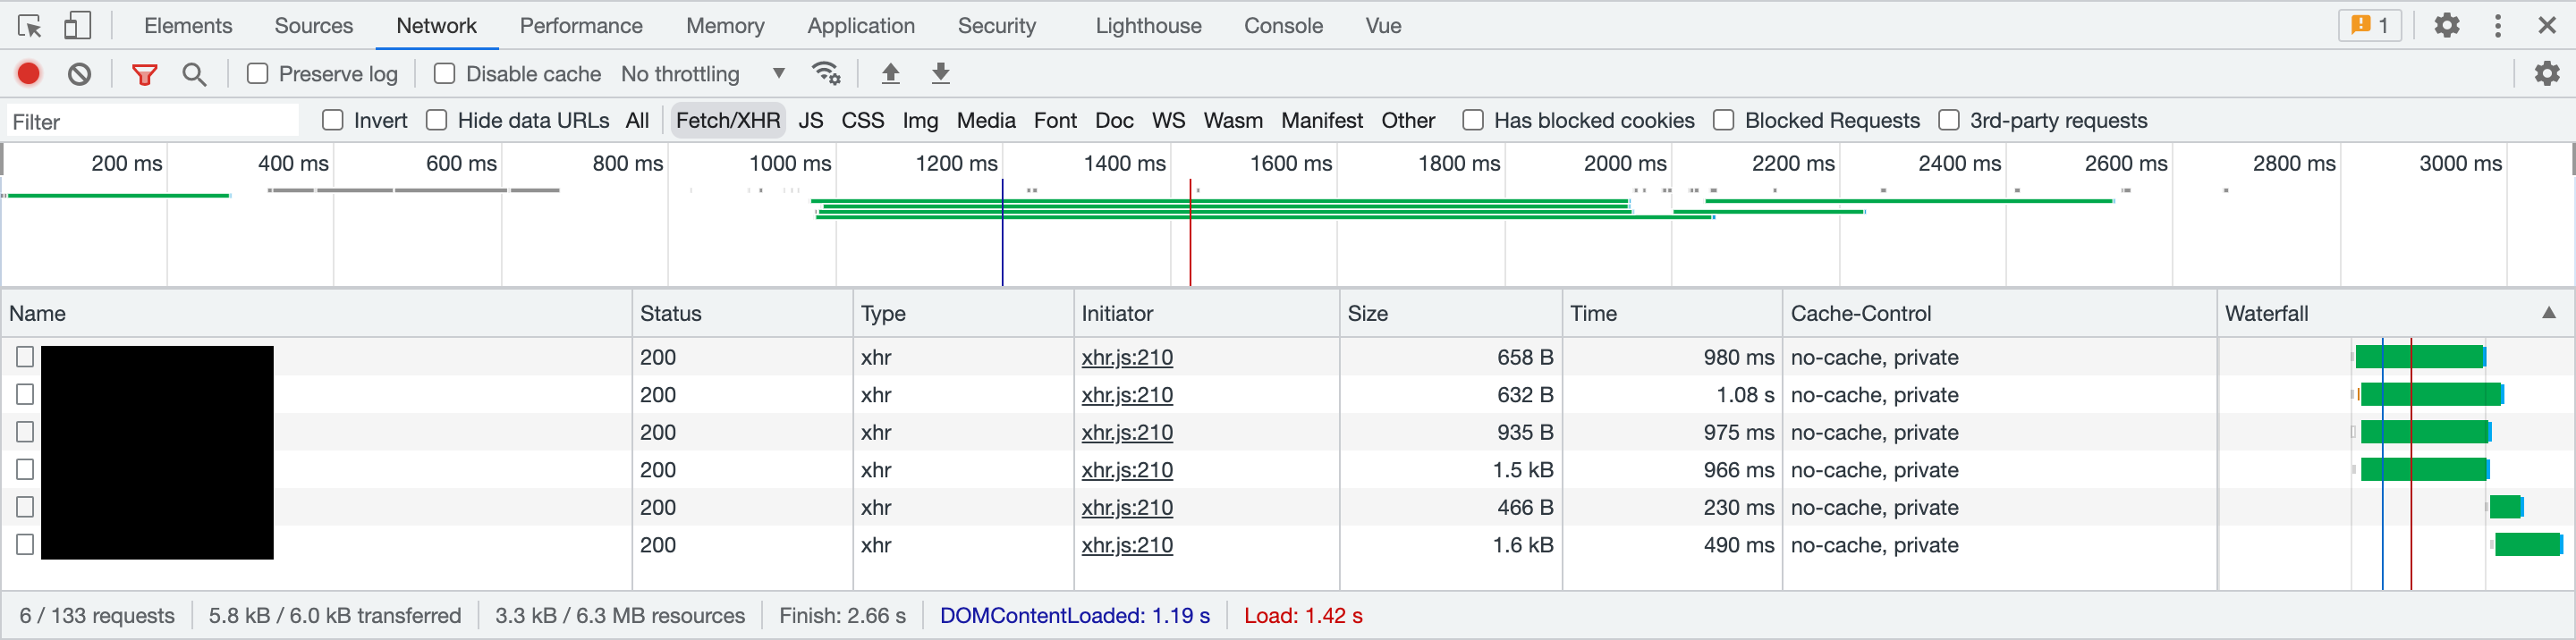 Elements Sources Network Performance Memory Application Security Lighthouse Console Vue 1
Preserve log Disable cache No throttling
Filter Invert Hide data URLs All Fetch/XHR JS CSS Img Media Font Doc WS Wasm Manifest Other Has blocked cookies Blocked Requests 3rd-party requests
200 ms 400 ms 600 ms 800 ms 1000 ms 1200 ms 1400 ms 1600 ms 1800 ms 2000 ms 2200 ms 2400 ms 2600 ms 2800 ms 3000 ms
Name Status Type Initiator Size Time Cache-Control Waterfall
200 xhr xhr.js:210 658 B 980 ms no-cache, private
200 xhr xhr.js:210 632 B 1.08 s no-cache, private
200 xhr xhr.js:210 935 B 975 ms no-cache, private
200 xhr xhr.js:210 1.5 kB 966 ms no-cache, private
200 xhr xhr.js:210 466 B 230 ms no-cache, private
200 xhr xhr.js:210 1.6 kB 490 ms no-cache, private
6 / 133 requests 5.8 kB / 6.0 kB transferred 3.3 kB / 6.3 MB resources Finish: 2.66 s DOMContentLoaded: 1.19 s Load: 1.42 s